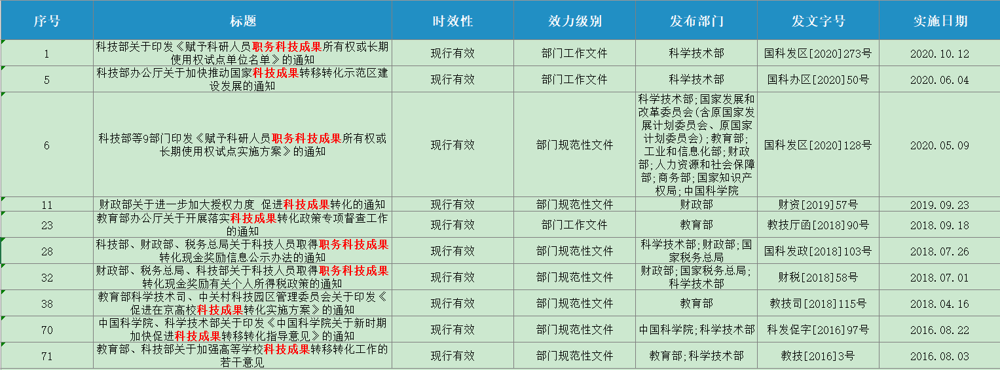 序号 标题 时效性 效力级别 发布部门 发文字号 实施日期
1 科技部关于印发《赋予科研人员职务科技成果所有权或长期 现行有效 部门工作文件 科学技术部 国科发区[2020]273号 2020.10.12
使用权试点单位名单》的通知
5 科技部办公厅关于加快推动国家科技成果转移转化示范区建 现行有效 部门工作文件 科学技术部 国科办区[2020]50号 2020.06.04
设发展的通知
6 科技部等9部门印发《赋予科研人员职务科技成果所有权或 现行有效 部门规范性文件 国科发区[2020]128号 2020.05.09
长期使用权试点实施方案》的通知
科学技术部;国家发展和
改革委员会(含原国家发
展计划委员会、原国家
计划委员会);教育部;
工业和信息化部;财政
部;人力资源和社会保障
部;商务部;国家知识产
权局;中国科学院
11 财政部关于进一步加大授权力度 促进科技成果转化的通知 现行有效 部门规范性文件 财政部 财资[2019]57号 2019.09.23
23 教育部办公厅关于开展落实科技成果转化政策专项督查工作 现行有效 部门工作文件 教育部 教技厅函[2018]90号 2018.09.18
的通知
28 科技部、财政部、税务总局关于科技人员取得职务科技成果 现行有效 部门规范性文件 科学技术部;财政部;国 国科发政[2018]103号 2018.07.26
转化现金奖励信息公示办法的通知 家税务总局
32 财政部、税务总局、科技部关于科技人员取得职务科技成果 现行有效 部门规范性文件 财政部;国家税务总局; 财税[2018]58号 2018.07.01
转化现金奖励有关个人所得税政策的通知 科学技术部
38 教育部科学技术司、中关村科技园区管理委员会关于印发《 现行有效 部门规范性文件 教育部 教技司[2018]115号 2018.04.16
促进在京高校科技成果转化实施方案》的通知
70 中国科学院、科学技术部关于印发《中国科学院关于新时期 现行有效 部门规范性文件 中国科学院;科学技术部 科发促字[2016]97号 2016.08.22
加快促进科技成果转移转化指导意见》的通知
71 教育部、科技部关于加强高等学校科技成果转移转化工作的 现行有效 部门规范性文件 教育部;科学技术部 教技[2016]3号 2016.08.03
若干意见